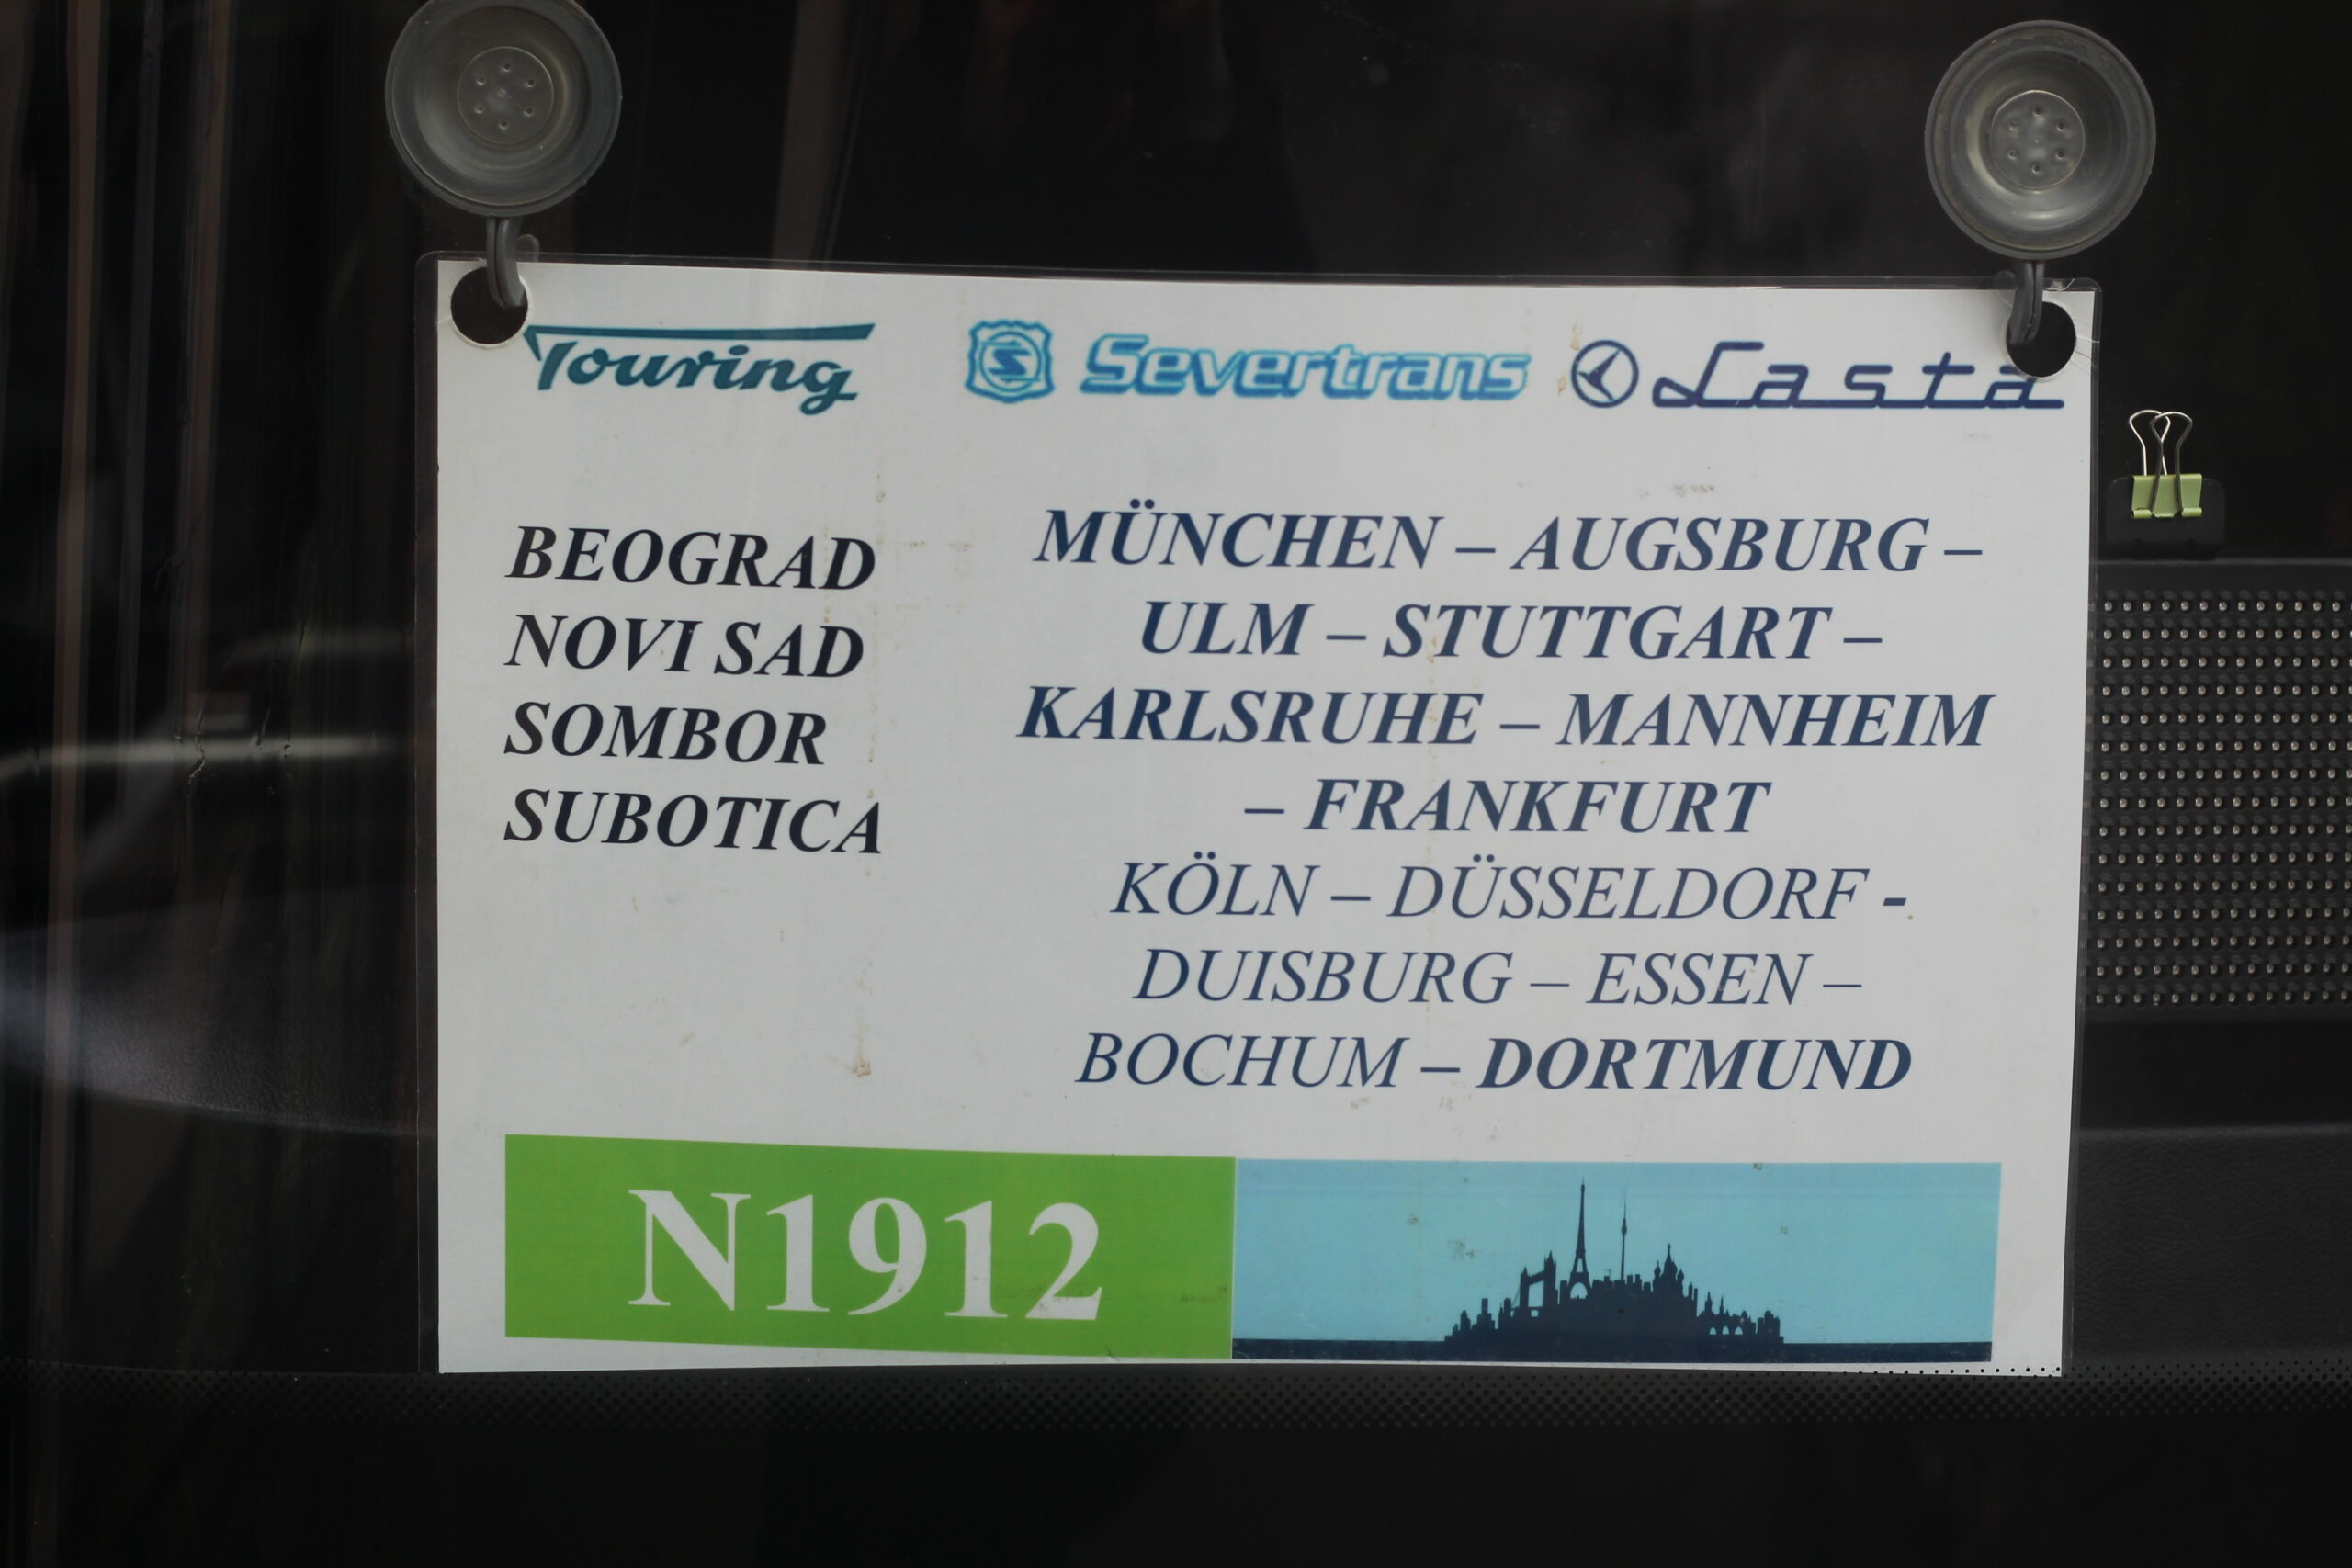 Touring
Severtrans
Lasta
BEOGRAD
NOVI SAD
SOMBOR
SUBOTICA
MÜNCHEN – AUGSBURG –
ULM – STUTTGART –
KARLSRUHE – MANNHEIM
– FRANKFURT
KÖLN – DÜSSELDORF -
DUISBURG – ESSEN –
BOCHUM – DORTMUND
N1912